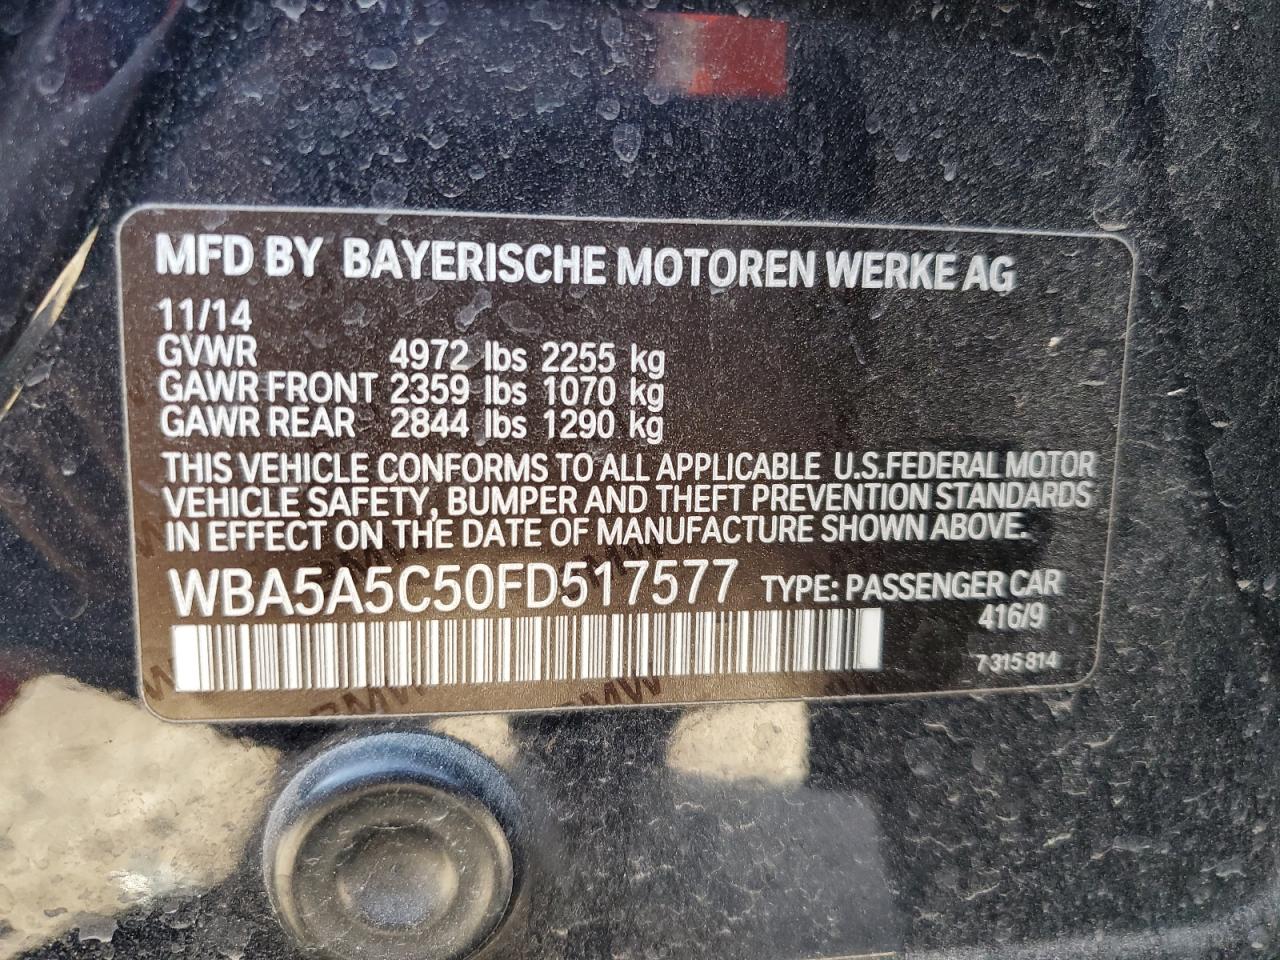 MFD BY BAYERISCHE MOTOREN WERKE AG
11/14
GVWR 4972 lbs 2255 kg
GAWR FRONT 2359 lbs 1070 kg
GAWR REAR 2844 lbs 1290 kg
THIS VEHICLE CONFORMS TO ALL APPLICABLE U.S.FEDERAL MOTOR
VEHICLE SAFETY, BUMPER AND THEFT PREVENTION STANDARDS
IN EFFECT ON THE DATE OF MANUFACTURE SHOWN ABOVE.
WBA5A5C50FD517577 TYPE: PASSENGER CAR
416/9
7 315 814
BMW BMW